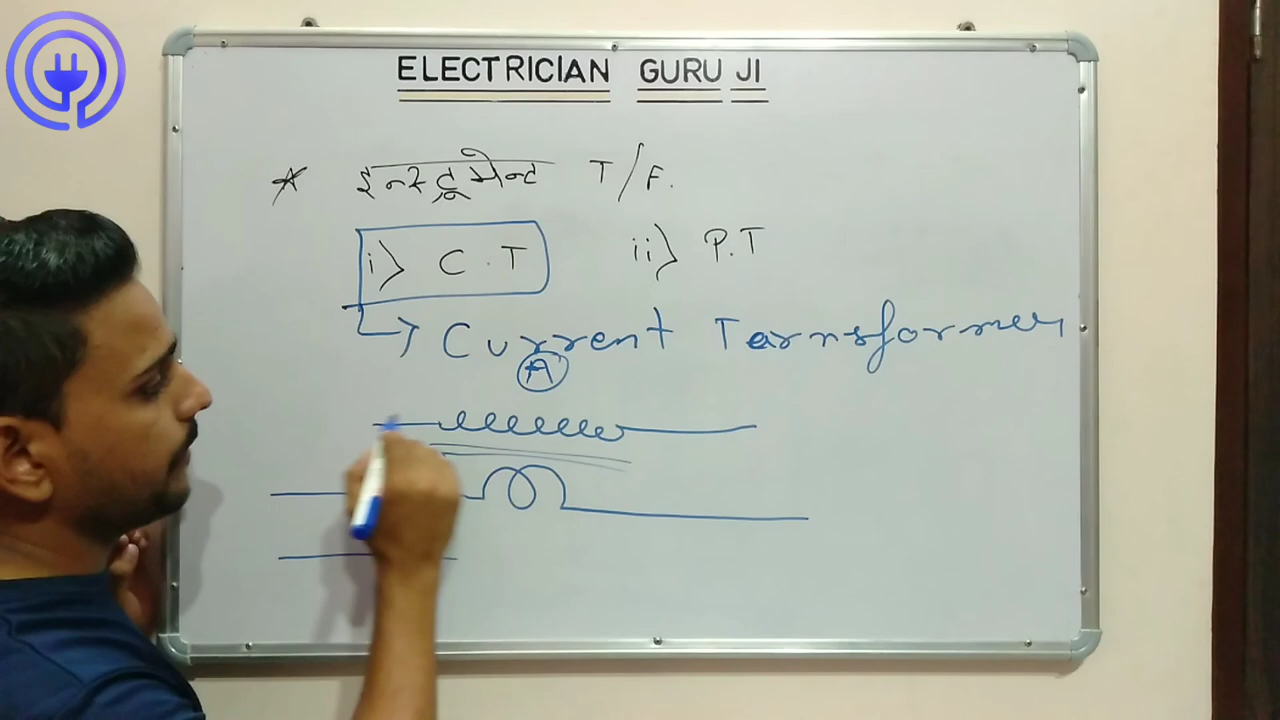 ELECTRICIAN GURU JI
* इन्स्ट्रूमेन्ट T/F.
i) C.T ii) P.T
→ Current Tarnsformer
A